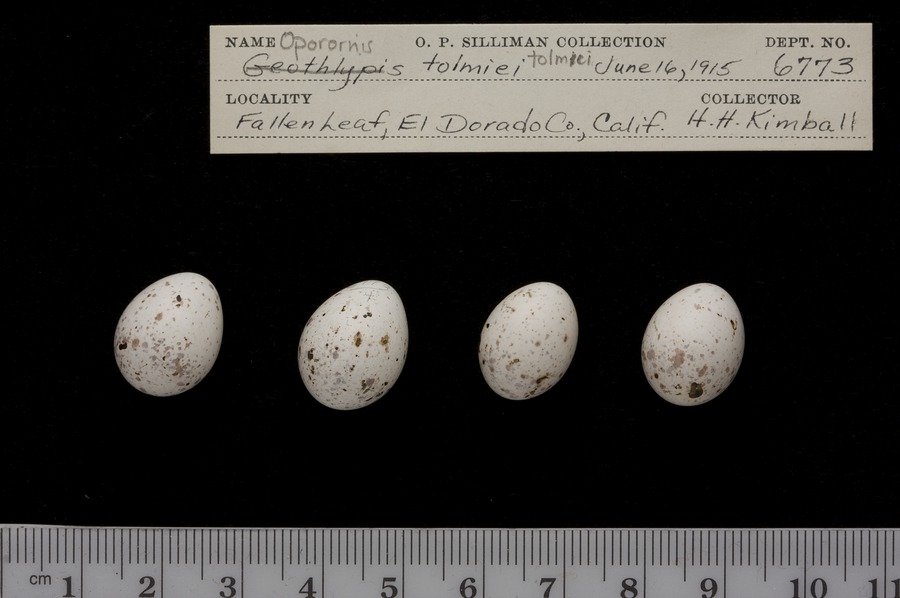 NAME Oporornis O. P. SILLIMAN COLLECTION DEPT. NO.
Geothlypis tolmiei tolmiei June 16, 1915 6773
LOCALITY COLLECTOR
Fallen Leaf, El Dorado Co., Calif. H. H. Kimball
cm 1 2 3 4 5 6 7 8 9 10 11